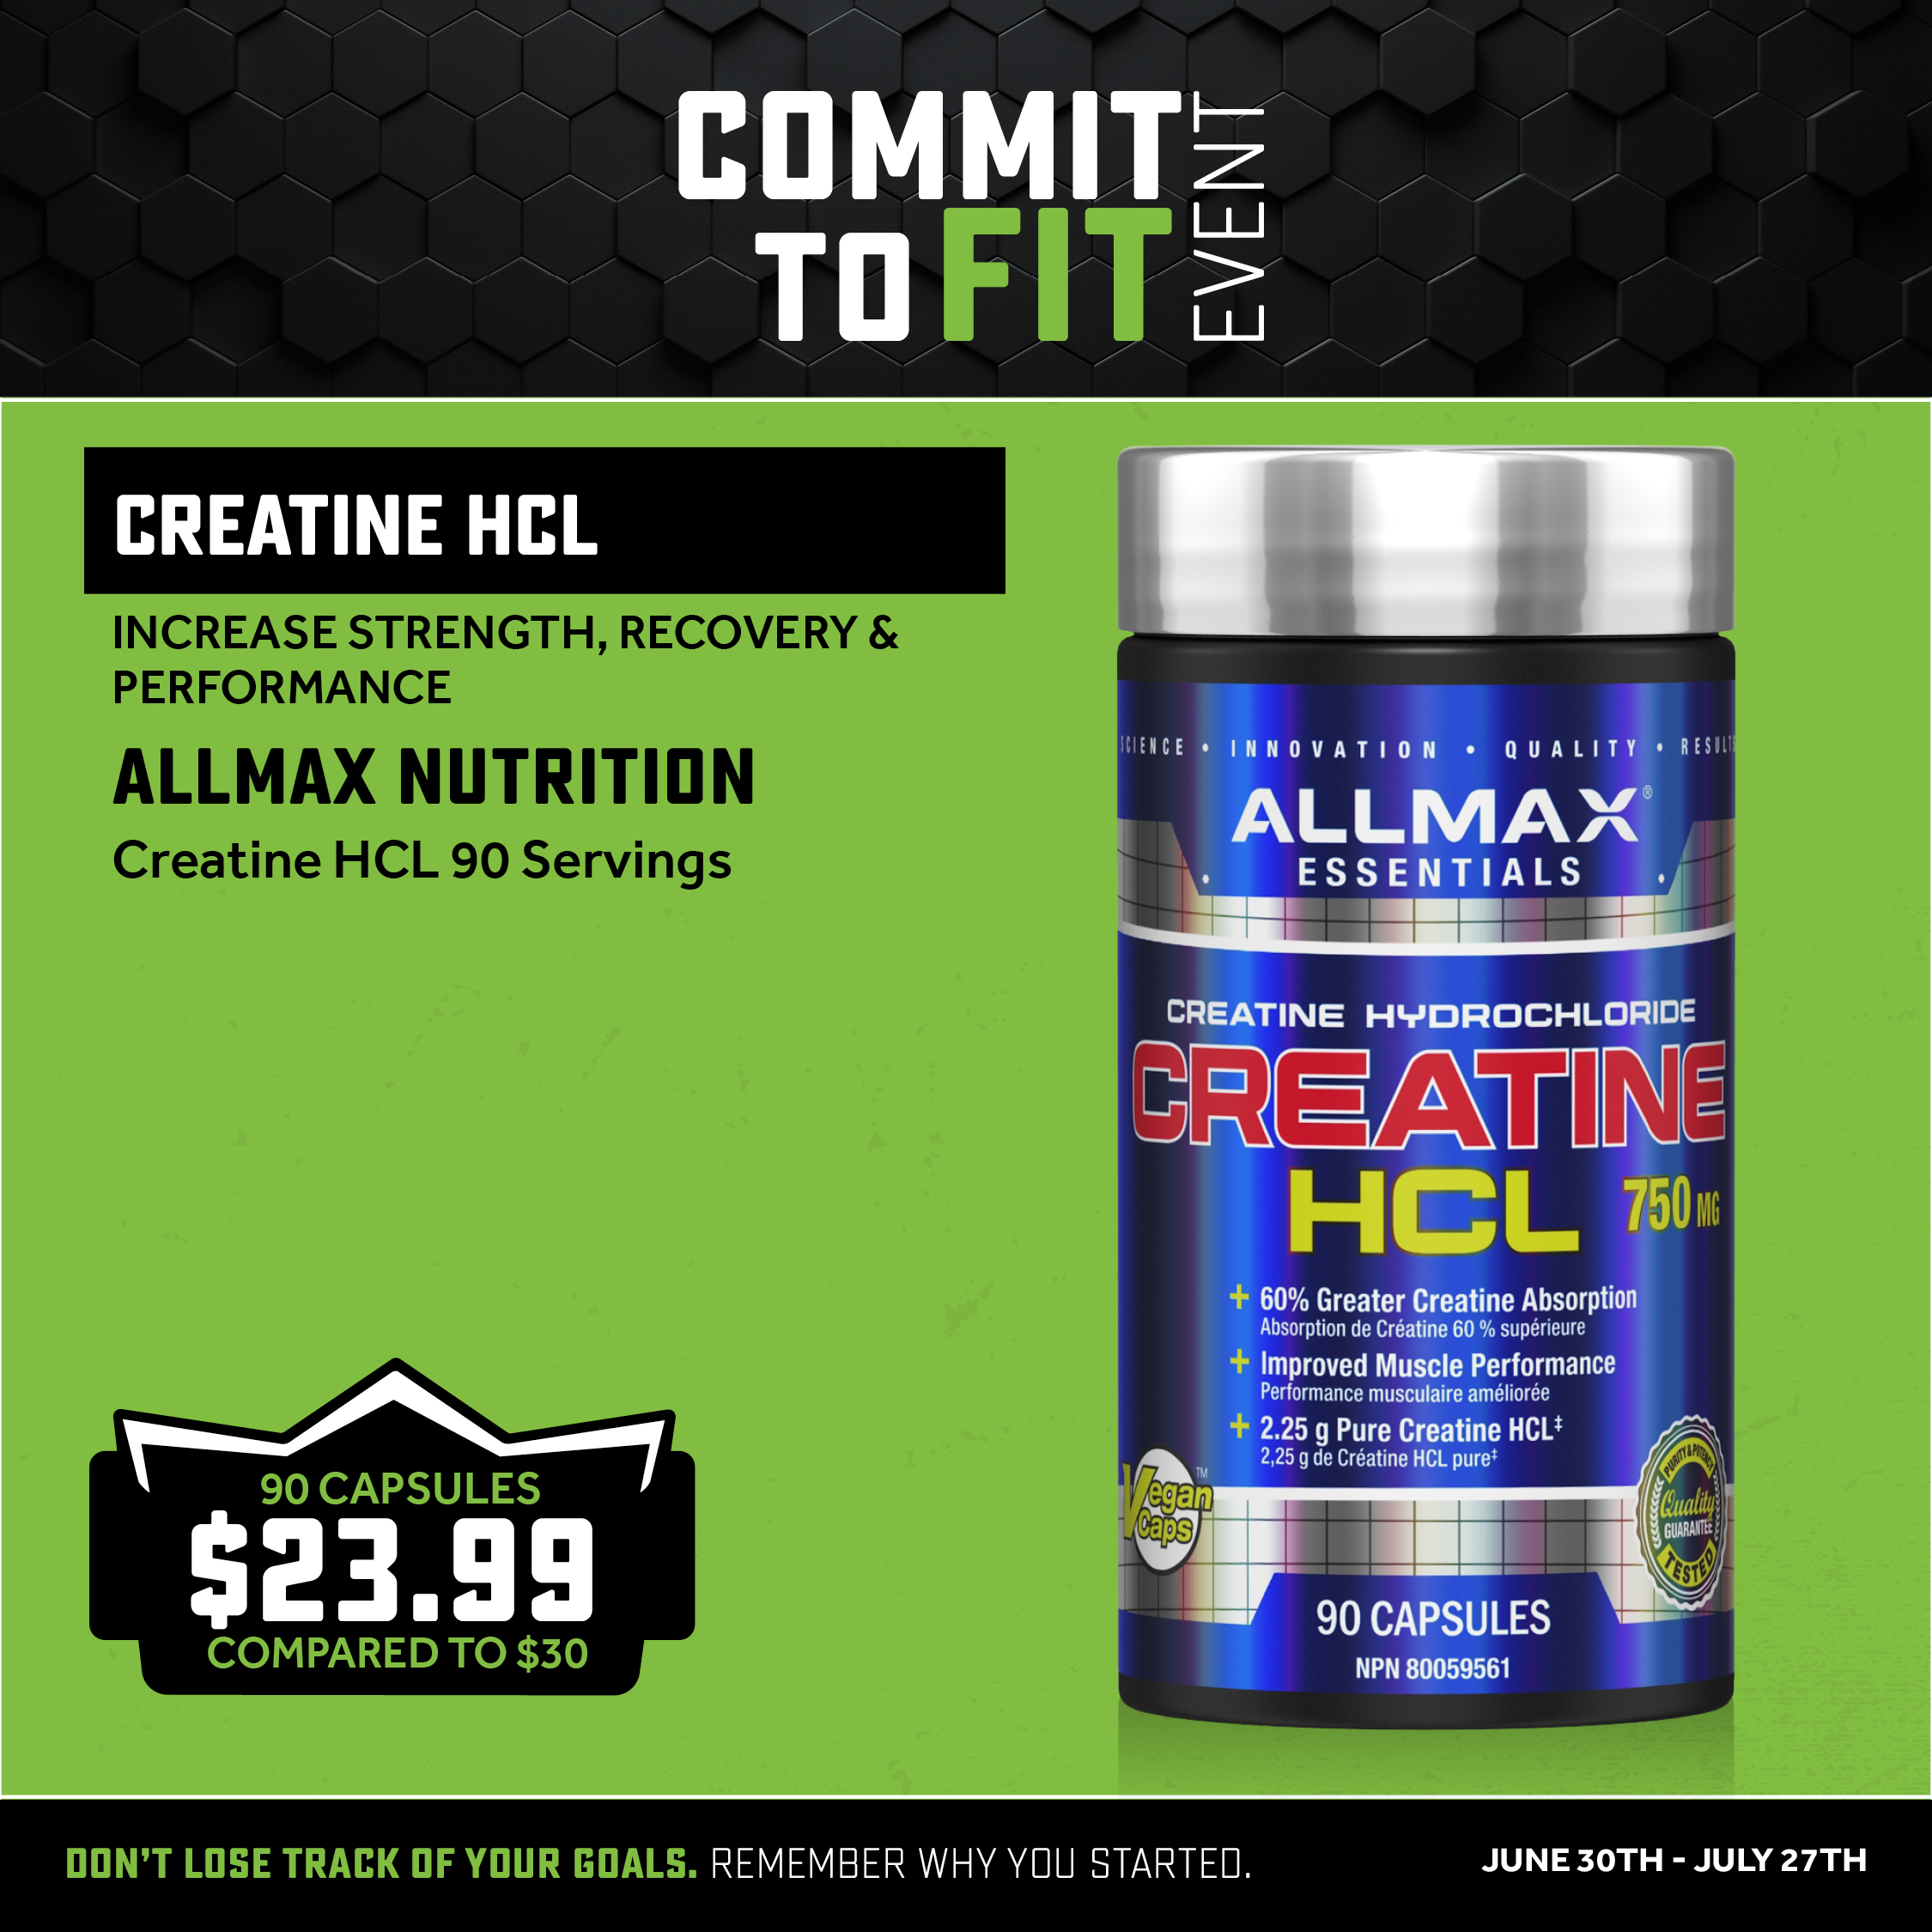 COMMIT
TO FIT
EVENT
CREATINE HCL
INCREASE STRENGTH, RECOVERY &
PERFORMANCE
ALLMAX NUTRITION
Creatine HCL 90 Servings
SCIENCE • INNOVATION • QUALITY • RESULTS
ALLMAX®
ESSENTIALS
CREATINE HYDROCHLORIDE
CREATINE
HCL 750 MG
+ 60% Greater Creatine Absorption
Absorption de Créatine 60 % supérieure
+ Improved Muscle Performance
Performance musculaire améliorée
+ 2.25 g Pure Creatine HCL‡
2,25 g de Créatine HCL pure‡
Vegan
Caps
TM
PURITY & POTENCY
Quality
GUARANTEE
TESTED
90 CAPSULES
NPN 80059561
90 CAPSULES
$23.99
COMPARED TO $30
DON'T LOSE TRACK OF YOUR GOALS. REMEMBER WHY YOU STARTED.
JUNE 30TH - JULY 27TH